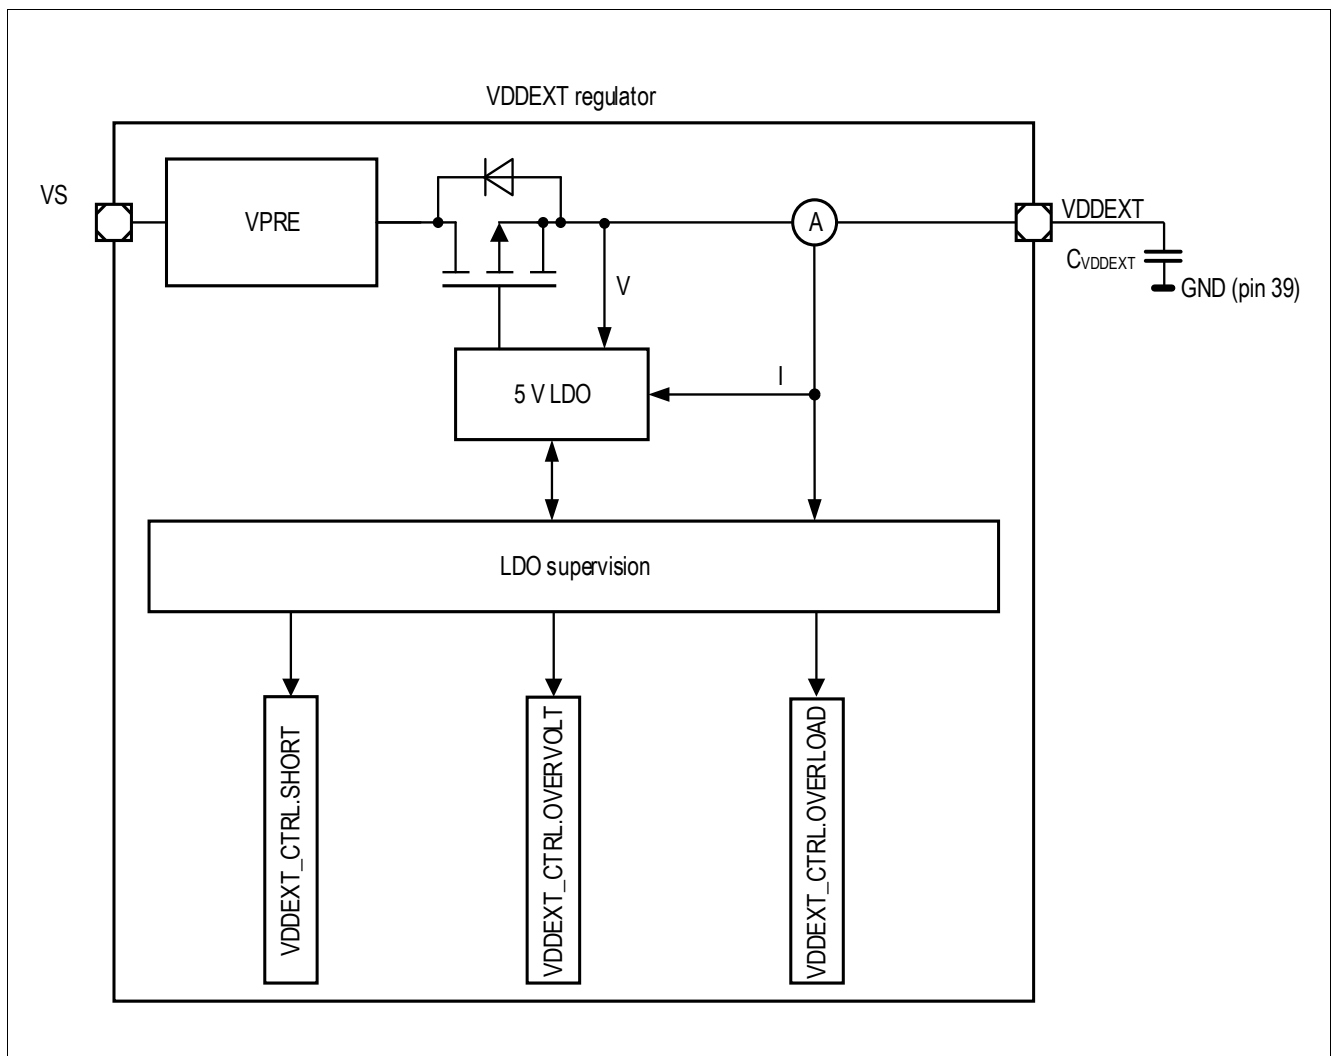 VDDEXT regulator
VS
VPRE
A
VDDEXT
CVDDEXT
GND (pin 39)
V
I
5 V LDO
LDO supervision
VDDEXT_CTRL.SHORT
VDDEXT_CTRL.OVERVOLT
VDDEXT_CTRL.OVERLOAD